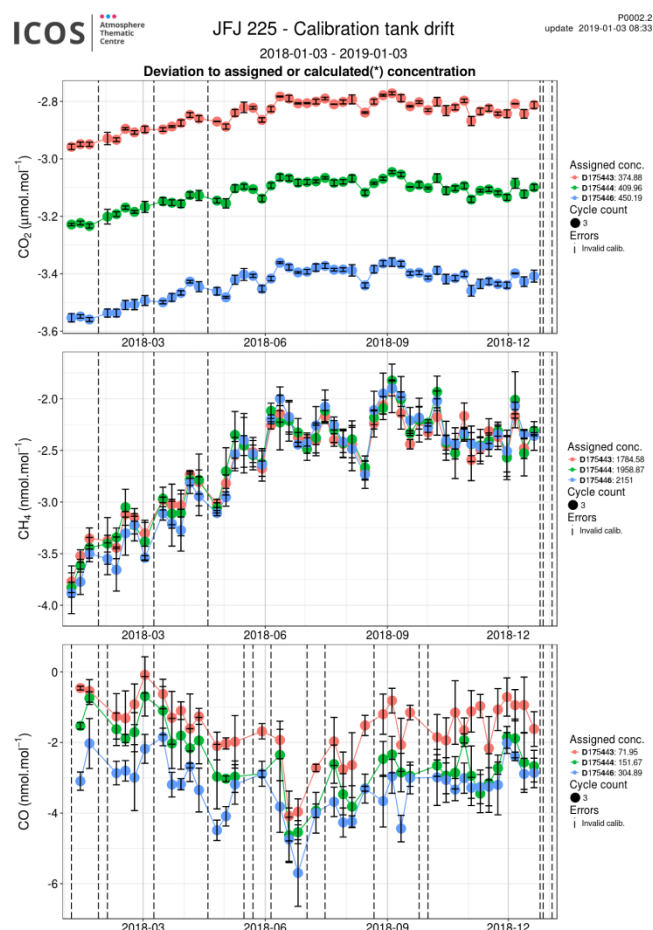 ICOS
Atmosphere
Thematic
Centre
JFJ 225 - Calibration tank drift
P0002.2
update 2019-01-03 08:33
2018-01-03 - 2019-01-03
Deviation to assigned or calculated(*) concentration
CO₂ (μmol.mol⁻¹)
-2.8
-3.0
-3.2
-3.4
-3.6
2018-03
2018-06
2018-09
2018-12
Assigned conc.
D175443: 374.88
D175444: 409.96
D175446: 450.19
Cycle count
3
Errors
¡ Invalid calib.
CH₄ (nmol.mol⁻¹)
-2.0
-2.5
-3.0
-3.5
-4.0
2018-03
2018-06
2018-09
2018-12
Assigned conc.
D175443: 1784.58
D175444: 1958.87
D175446: 2151
Cycle count
3
Errors
¡ Invalid calib.
CO (nmol.mol⁻¹)
0
-2
-4
-6
2018-03
2018-06
2018-09
2018-12
Assigned conc.
D175443: 71.95
D175444: 151.67
D175446: 304.89
Cycle count
3
Errors
¡ Invalid calib.